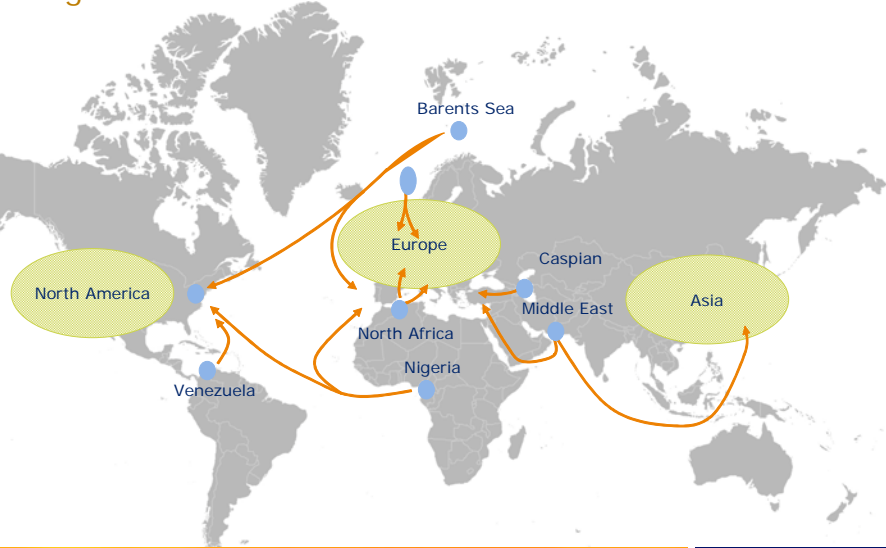 Barents Sea
Europe
Caspian
North America
Asia
Middle East
North Africa
Nigeria
Venezuela